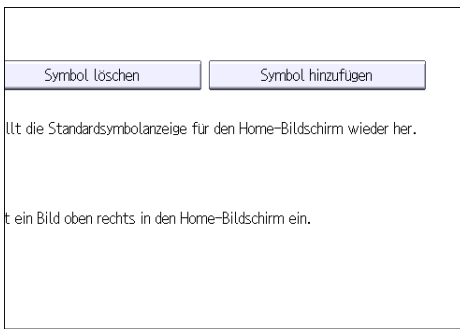 Symbol löschen Symbol hinzufügen
llt die Standardsymbolanzeige für den Home-Bildschirm wieder her.
t ein Bild oben rechts in den Home-Bildschirm ein.